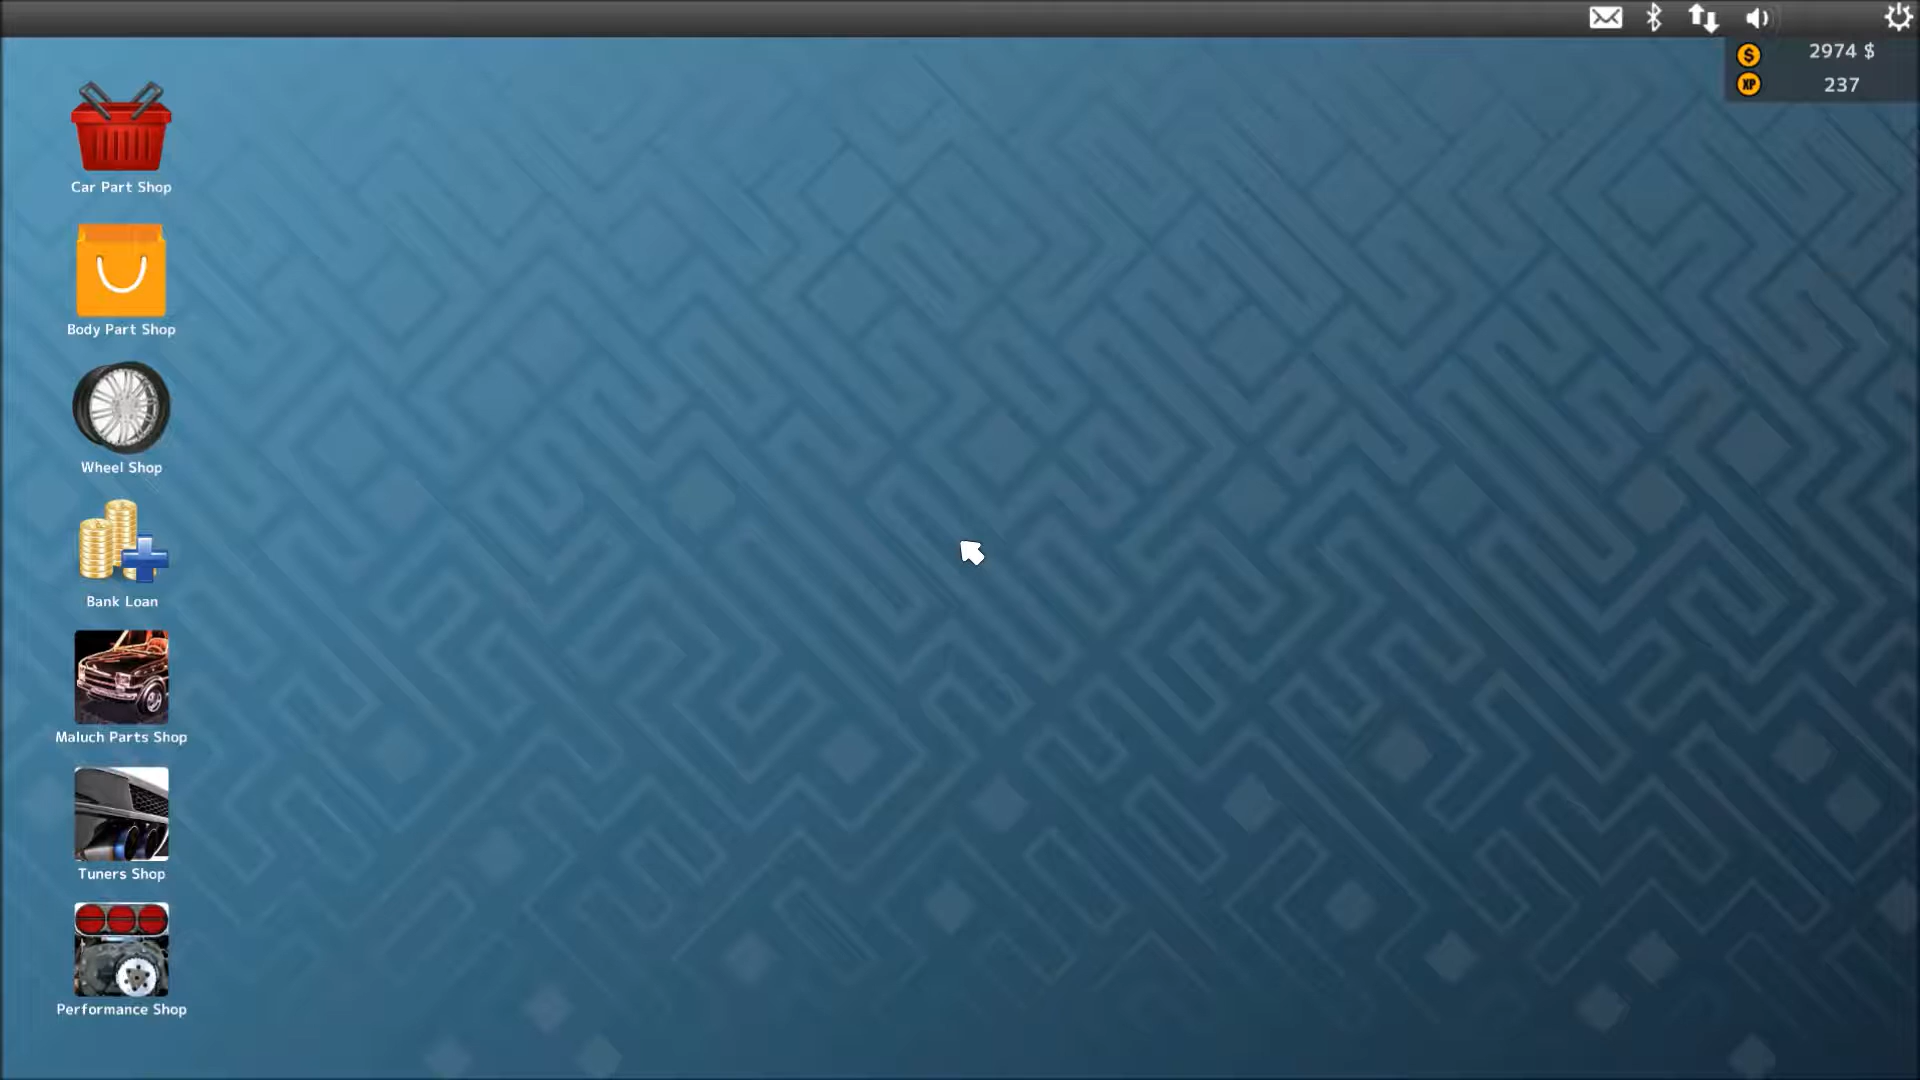 $ 2974 $
XP 237
Car Part Shop
Body Part Shop
Wheel Shop
Bank Loan
Maluch Parts Shop
Tuners Shop
Performance Shop